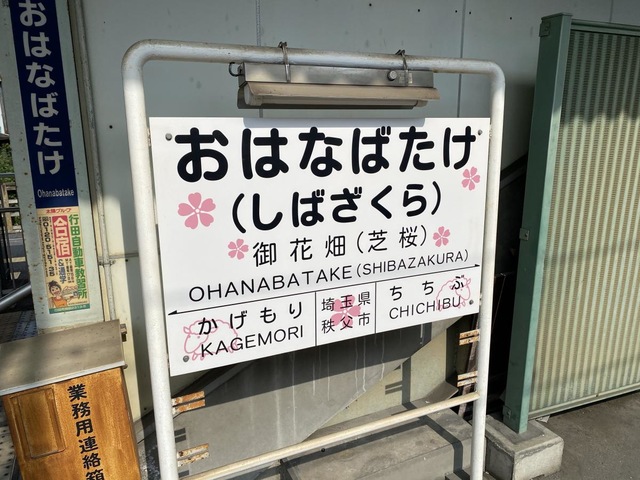 おはなばたけ
Ohanabatake
合宿
&通学
行田自動車教習所
おはなばたけ
(しばざくら)
御花畑(芝桜)
OHANABATAKE(SHIBAZAKURA)
かげもり
KAGEMORI
埼玉県
秩父市
ちちぶ
CHICHIBU
業務用連絡箱